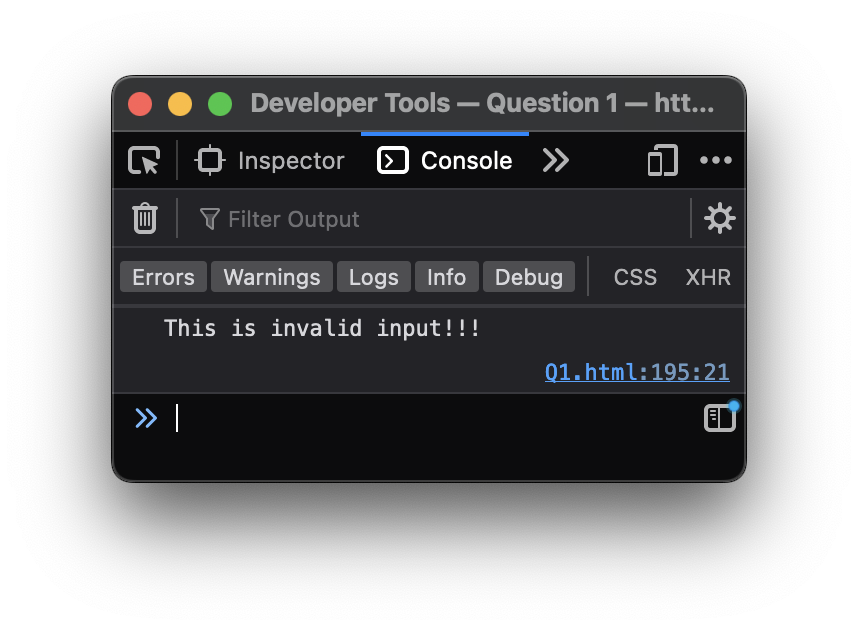 Developer Tools — Question 1 — htt...
Inspector Console
Filter Output
Errors Warnings Logs Info Debug CSS XHR
This is invalid input!!!
Q1.html:195:21